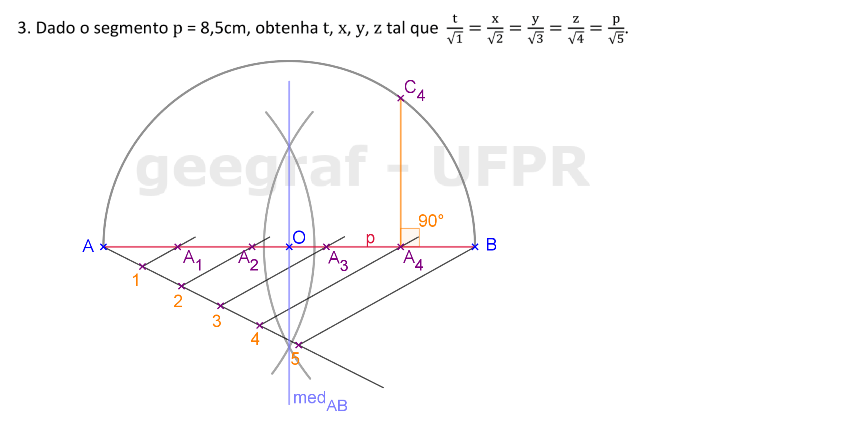 3. Dado o segmento p = 8,5cm, obtenha t, x, y, z tal que t/√1 = x/√2 = y/√3 = z/√4 = p/√5.
C4
geegraf - UFPR
90°
A
O
p
B
A1
A2
A3
A4
1
2
3
4
5
medAB